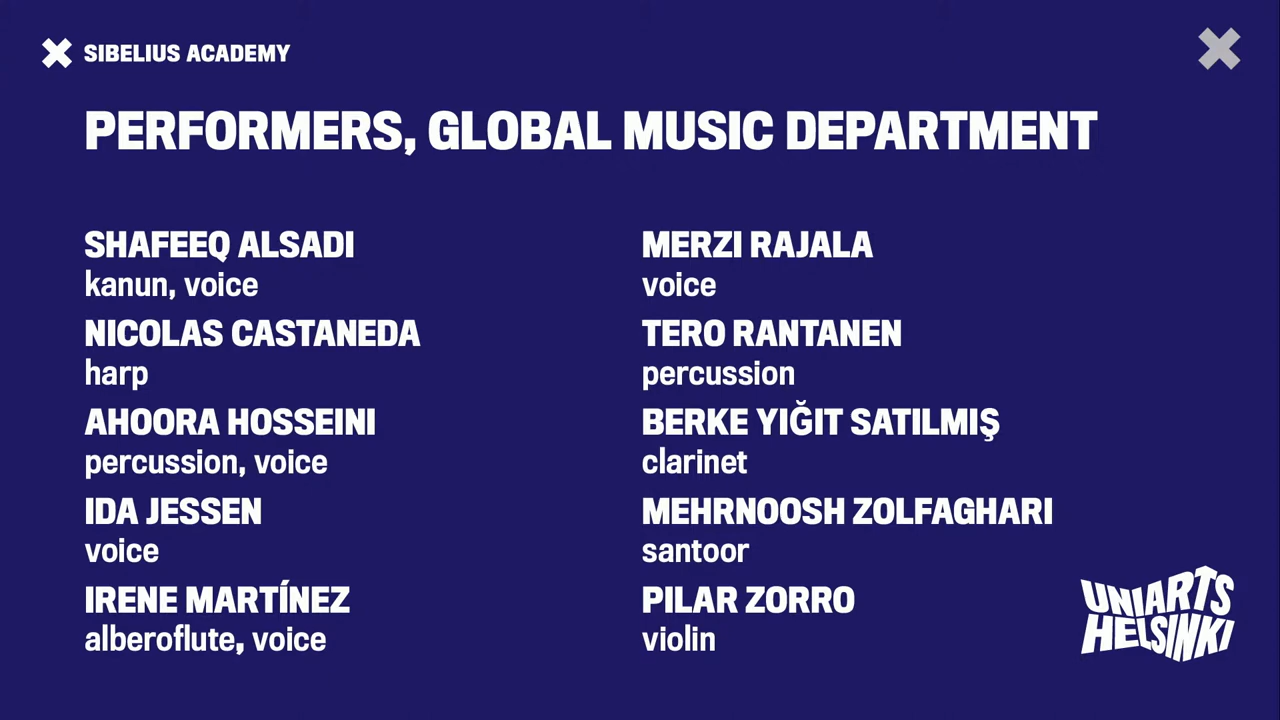 SIBELIUS ACADEMY
PERFORMERS, GLOBAL MUSIC DEPARTMENT
SHAFEEQ ALSADI
kanun, voice
NICOLAS CASTANEDA
harp
AHOORA HOSSEINI
percussion, voice
IDA JESSEN
voice
IRENE MARTÍNEZ
alberoflute, voice
MERZI RAJALA
voice
TERO RANTANEN
percussion
BERKE YIĞIT SATILMIŞ
clarinet
MEHRNOOSH ZOLFAGHARI
santoor
PILAR ZORRO
violin
UNIARTS
HELSINKI